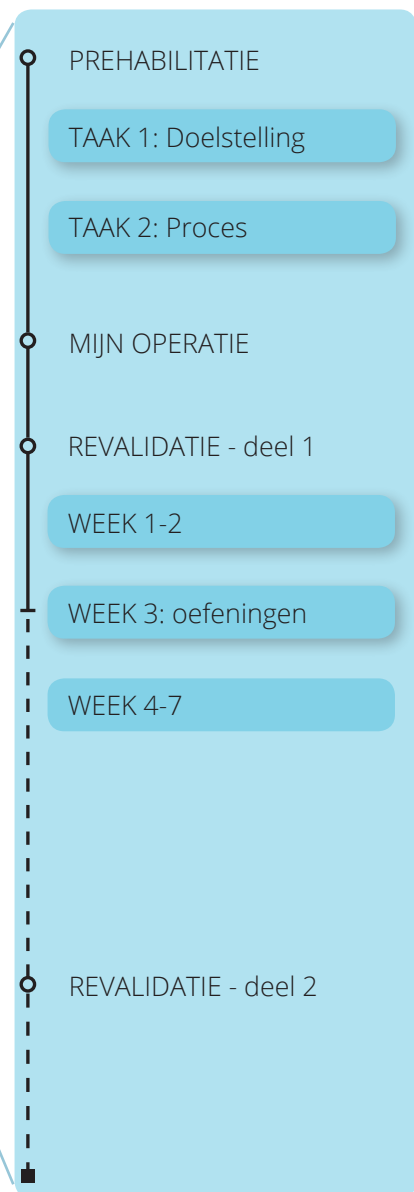 PREHABILITATIE
TAAK 1: Doelstelling
TAAK 2: Proces
MIJN OPERATIE
REVALIDATIE - deel 1
WEEK 1-2
WEEK 3: oefeningen
WEEK 4-7
REVALIDATIE - deel 2